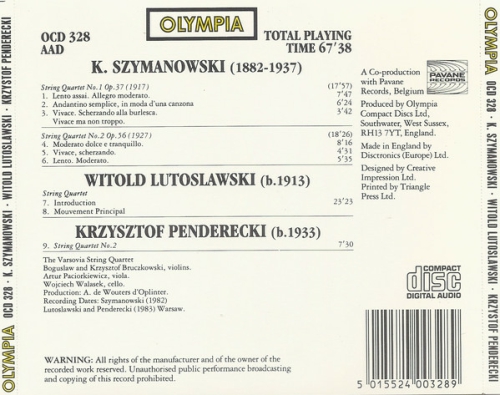 OLYMPIA OCD 328 · K. SZYMANOWSKI · WITOLD LUTOSLAWSKI · KRZYSZTOF PENDERECKI
OCD 328
AAD
OLYMPIA
TOTAL PLAYING
TIME 67'38
K. SZYMANOWSKI (1882-1937)
String Quartet No.1 Op.37 (1917) (17'57)
1. Lento assai. Allegro moderato. 7'47
2. Andantino semplice, in moda d'una canzona 6'24
3. Vivace. Scherzando alla burlesca. 3'42
Vivace ma non troppo.
String Quartet No.2 Op.56 (1927) (18'26)
4. Moderato dolce e tranquillo. 8'16
5. Vivace, scherzando. 4'31
6. Lento. Moderato. 5'35
WITOLD LUTOSLAWSKI (b.1913)
String Quartet
7. Introduction 23'23
8. Mouvement Principal
KRZYSZTOF PENDERECKI (b.1933)
9. String Quartet No.2 7'30
The Varsovia String Quartet
Boguslaw and Krzysztof Bruczkowski, violins.
Artur Paciorkiewicz, viola.
Wojciech Walasek, cello.
Production: A. de Wouters d'Oplinter.
Recording Dates: Szymanowski (1982)
Lutoslawski and Penderecki (1983) Warsaw.
WARNING: All rights of the manufacturer and of the owner of the
recorded work reserved. Unauthorised public performance broadcasting
and copying of this record prohibited.
A Co-production
with Pavane
Records, Belgium
PAVANE
RECORDS
Produced by Olympia
Compact Discs Ltd,
Southwater, West Sussex,
RH13 7YT, England.
Made in England by
Disctronics (Europe) Ltd.
Designed by Creative
Impression Ltd.
Printed by Triangle
Press Ltd.
COMPACT
disc
DIGITAL AUDIO
5 015524 003289
OLYMPIA OCD 328 · K. SZYMANOWSKI · WITOLD LUTOSLAWSKI · KRZYSZTOF PENDERECKI